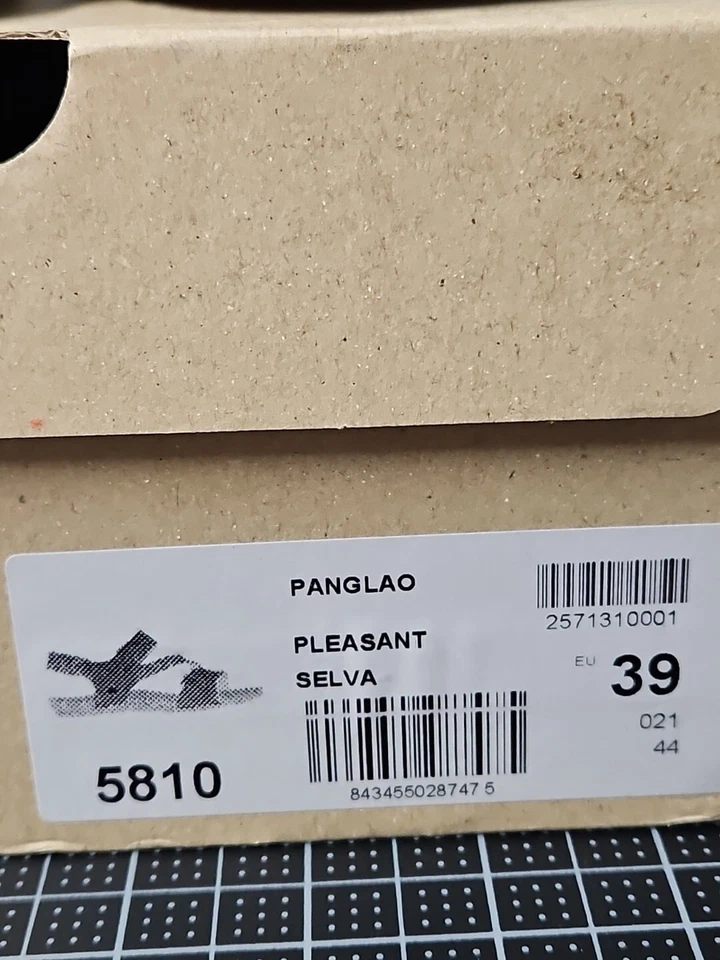 PANGLAO
2571310001
PLEASANT
SELVA
EU 39
021
44
5810
843455028747 5